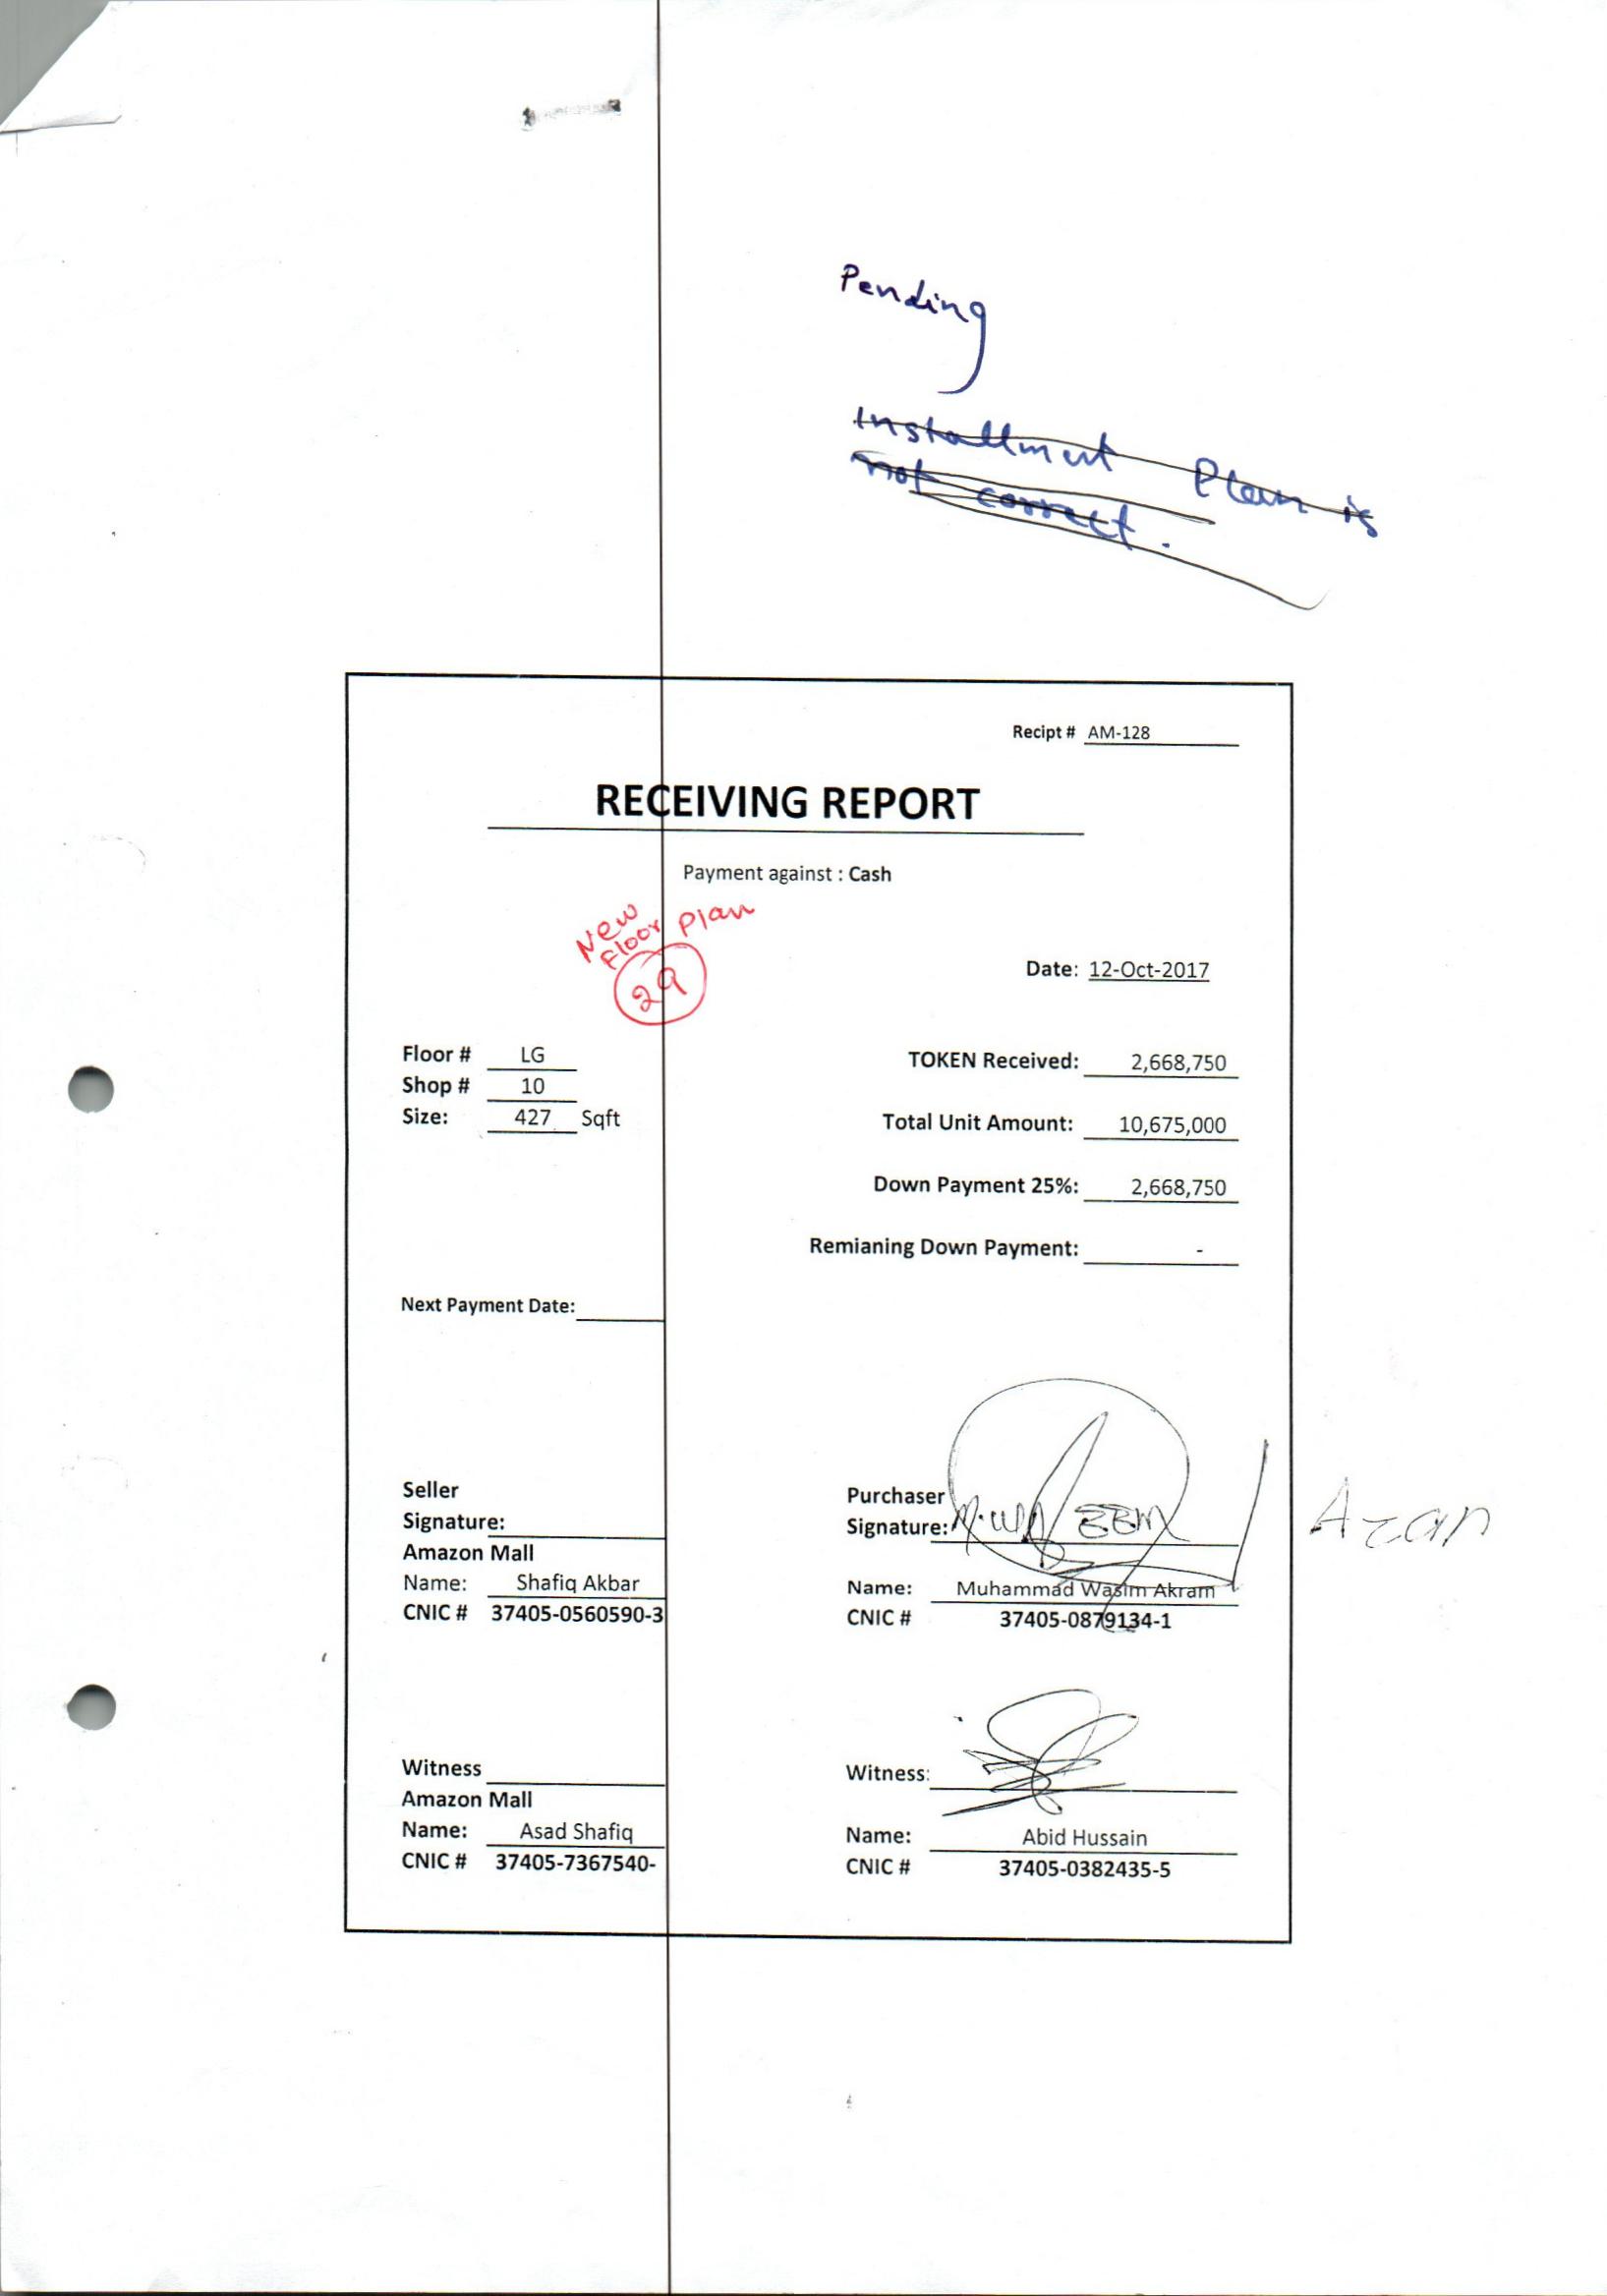 Pending
Installment Plan is
not correct.
Recipt # AM-128
RECEIVING REPORT
Payment against : Cash
New
Floor Plan
29
Date: 12-Oct-2017
Floor # LG
Shop # 10
Size: 427 Sqft
TOKEN Received: 2,668,750
Total Unit Amount: 10,675,000
Down Payment 25%: 2,668,750
Remianing Down Payment: -
Next Payment Date:
Seller
Signature:
Amazon Mall
Name: Shafiq Akbar
CNIC # 37405-0560590-3
Purchaser
Signature: M.WAZEEM
Azan
Name: Muhammad Wasim Akram
CNIC # 37405-0879134-1
Witness
Amazon Mall
Name: Asad Shafiq
CNIC # 37405-7367540-
Witness:
Name: Abid Hussain
CNIC # 37405-0382435-5